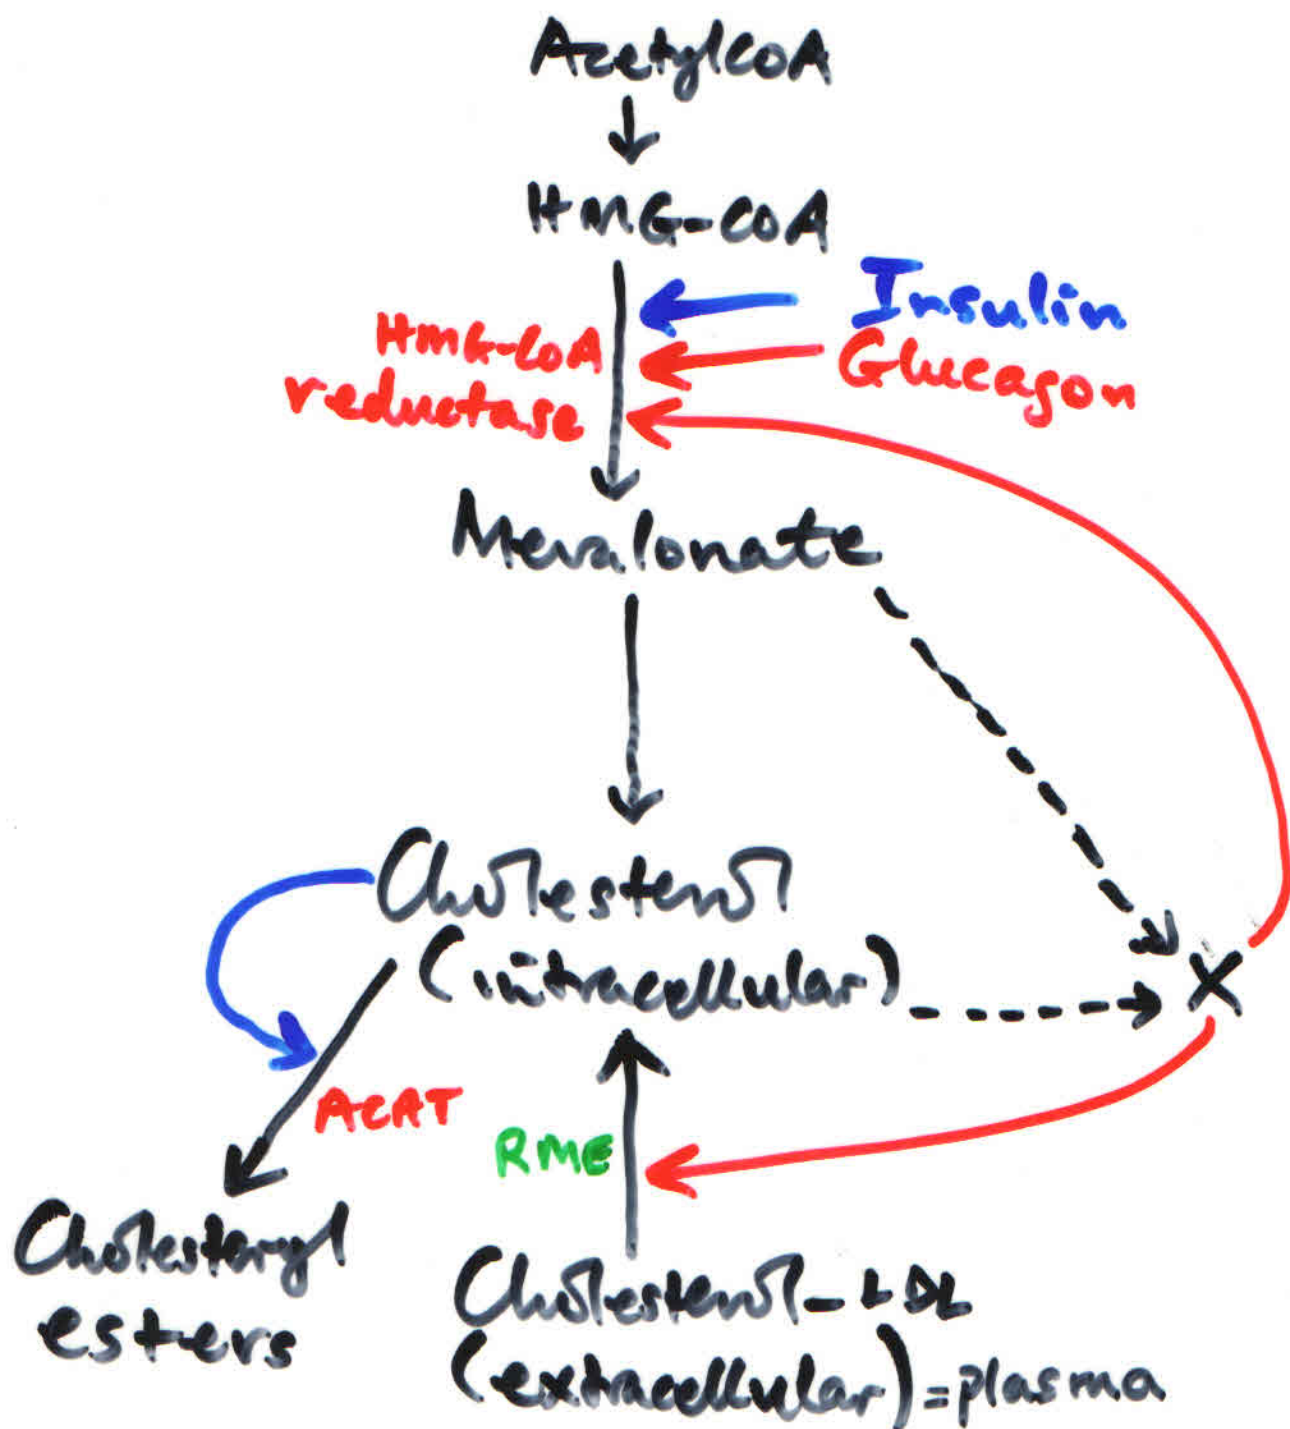 AcetylCoA
HMG-CoA
Insulin
HMG-CoA
Glucagon
reductase
Mevalonate
Cholesterol
(intracellular)
X
ACAT
RME
Cholesteryl
esters
Cholesterol-LDL
(extracellular)=plasma